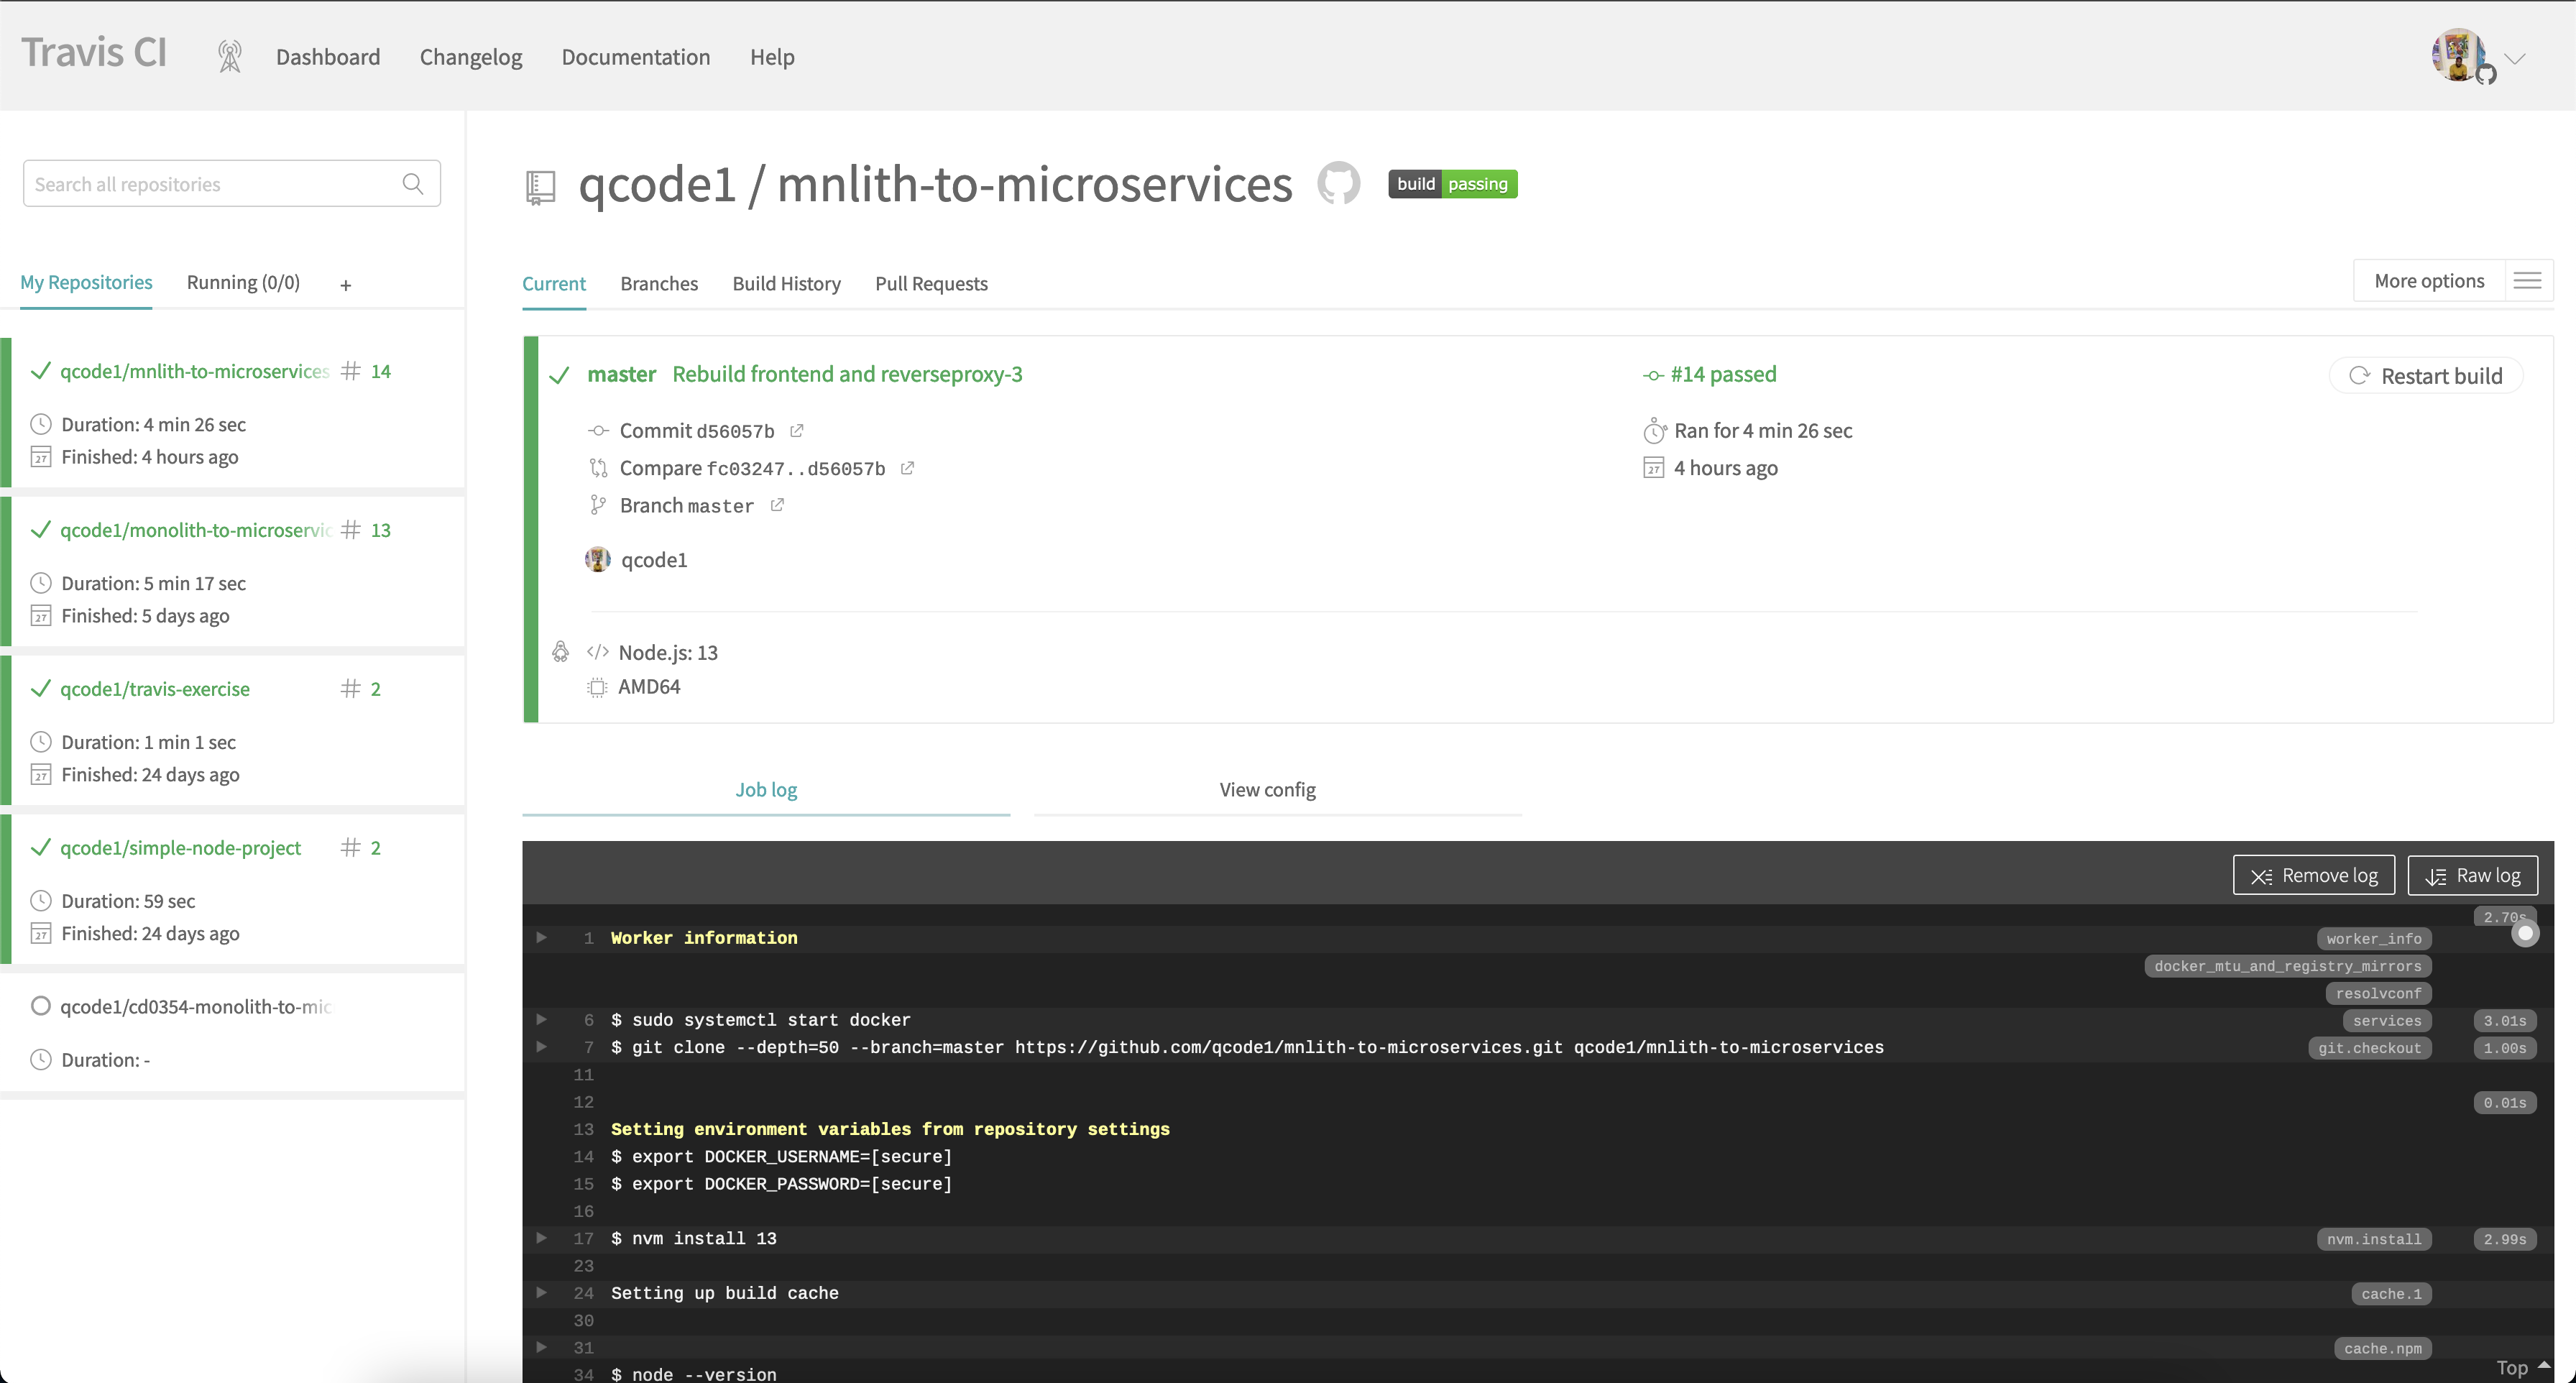 Travis CI
Dashboard
Changelog
Documentation
Help
Search all repositories
My Repositories
Running (0/0)
+
qcode1/mnlith-to-microservices # 14
Duration: 4 min 26 sec
Finished: 4 hours ago
qcode1/monolith-to-microservic # 13
Duration: 5 min 17 sec
Finished: 5 days ago
qcode1/travis-exercise # 2
Duration: 1 min 1 sec
Finished: 24 days ago
qcode1/simple-node-project # 2
Duration: 59 sec
Finished: 24 days ago
qcode1/cd0354-monolith-to-mic
Duration: -
qcode1 / mnlith-to-microservices
build passing
Current
Branches
Build History
Pull Requests
More options
master Rebuild frontend and reverseproxy-3
Commit d56057b
Compare fc03247..d56057b
Branch master
qcode1
#14 passed
Ran for 4 min 26 sec
4 hours ago
Restart build
Node.js: 13
AMD64
Job log
View config
Remove log
Raw log
2.70s
1 Worker information worker_info
docker_mtu_and_registry_mirrors
resolvconf
6 $ sudo systemctl start docker services 3.01s
7 $ git clone --depth=50 --branch=master https://github.com/qcode1/mnlith-to-microservices.git qcode1/mnlith-to-microservices git.checkout 1.00s
11
12 0.01s
13 Setting environment variables from repository settings
14 $ export DOCKER_USERNAME=[secure]
15 $ export DOCKER_PASSWORD=[secure]
16
17 $ nvm install 13 nvm.install 2.99s
23
24 Setting up build cache cache.1
30
31 cache.npm
34 $ node --version
Top